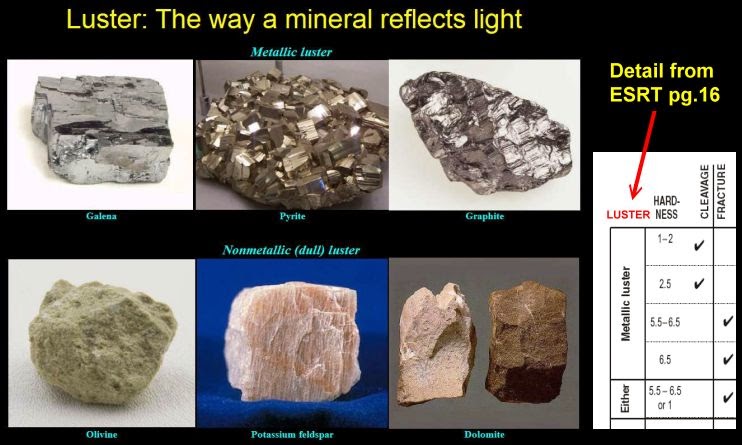 Luster: The way a mineral reflects light
Metallic luster
Galena
Pyrite
Graphite
Nonmetallic (dull) luster
Olivine
Potassium feldspar
Dolomite
Detail from
ESRT pg.16
LUSTER
HARD-
NESS
CLEAVAGE
FRACTURE
Metallic luster
1–2 ✔
2.5 ✔
5.5–6.5 ✔
6.5 ✔
Either
5.5 – 6.5 ✔
or 1